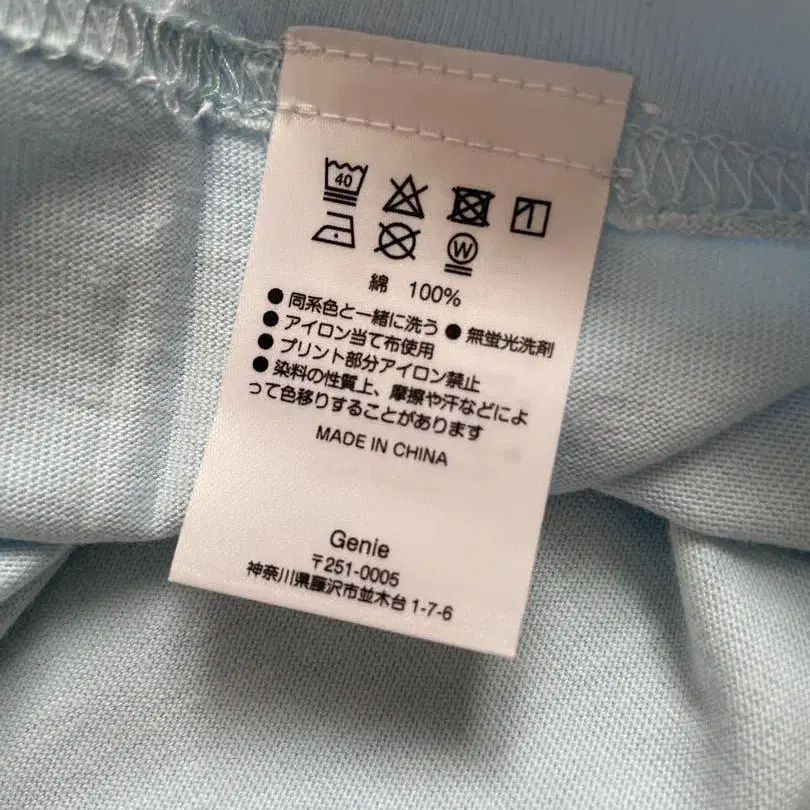 40
W
綿 100%
●同系色と一緒に洗う ●無蛍光洗剤
●アイロン当て布使用
●プリント部分アイロン禁止
●染料の性質上、摩擦や汗などによ
って色移りすることがあります
MADE IN CHINA
Genie
〒251-0005
神奈川県藤沢市並木台1-7-6